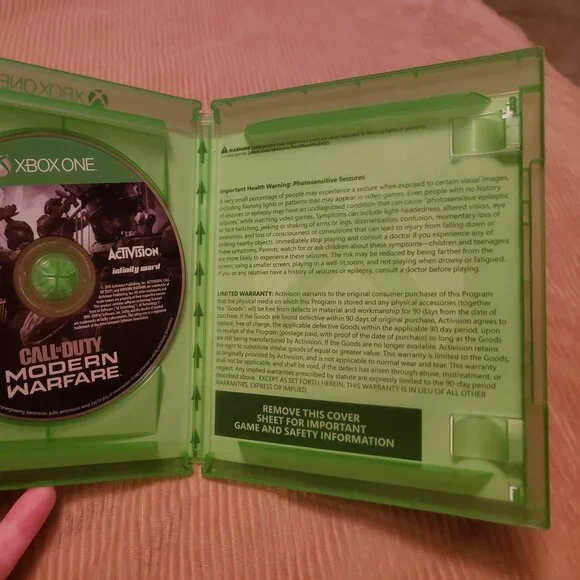 XBOX ONE
XBOX ONE
ACTIVISION
infinity ward
CALL OF DUTY
MODERN
WARFARE
WARNING
Important Health Warning: Photosensitive Seizures
A very small percentage of people may experience a seizure when exposed to certain visual images,
including flashing lights or patterns that may appear in video games. Even people with no history
of seizures or epilepsy may have an undiagnosed condition that can cause "photosensitive epileptic
seizures" while watching video games. Symptoms can include light-headedness, altered vision, eye
or face twitching, jerking or shaking of arms or legs, disorientation, confusion, momentary loss of
awareness, and loss of consciousness or convulsions that can lead to injury from falling down or
striking nearby objects. Immediately stop playing and consult a doctor if you experience any of
these symptoms. Parents, watch for or ask children about these symptoms—children and teenagers
are more likely to experience these seizures. The risk may be reduced by being farther from the
screen; using a smaller screen; playing in a well-lit room, and not playing when drowsy or fatigued.
If you or any relatives have a history of seizures or epilepsy, consult a doctor before playing.
LIMITED WARRANTY: Activision warrants to the original consumer purchaser of this Program
that the physical media on which this Program is stored and any physical accessories (together
the "Goods") will be free from defects in material and workmanship for 90 days from the date of
purchase. If the Goods are found defective within 90 days of original purchase, Activision agrees to
replace, free of charge, the applicable defective Goods within the applicable 90 day period, upon
its receipt of the Program (postage paid, with proof of the date of purchase) so long as the Goods
are still being manufactured by Activision. If the Goods are no longer available, Activision retains
the right to substitute similar goods of equal or greater value. This warranty is limited to the Goods,
as originally provided by Activision, and is not applicable to normal wear and tear. This warranty
shall not be applicable, and shall be void, if the defect has arisen through abuse, mistreatment, or
neglect. Any implied warranties prescribed by statute are expressly limited to the 90-day period
described above. EXCEPT AS SET FORTH HEREIN, THIS WARRANTY IS IN LIEU OF ALL OTHER
WARRANTIES, EXPRESS OR IMPLIED.
REMOVE THIS COVER
SHEET FOR IMPORTANT
GAME AND SAFETY INFORMATION